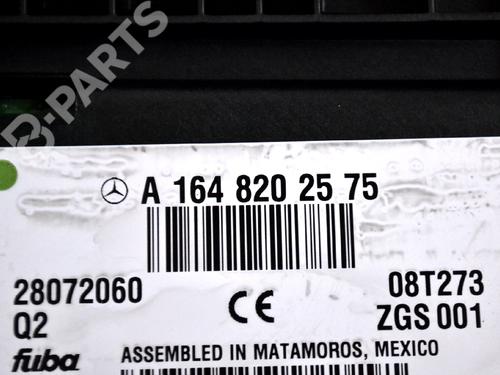 B-PARTS
A 164 820 25 75
28072060
08T273
CE
Q2
ZGS 001
fuba
ASSEMBLED IN MATAMOROS, MEXICO